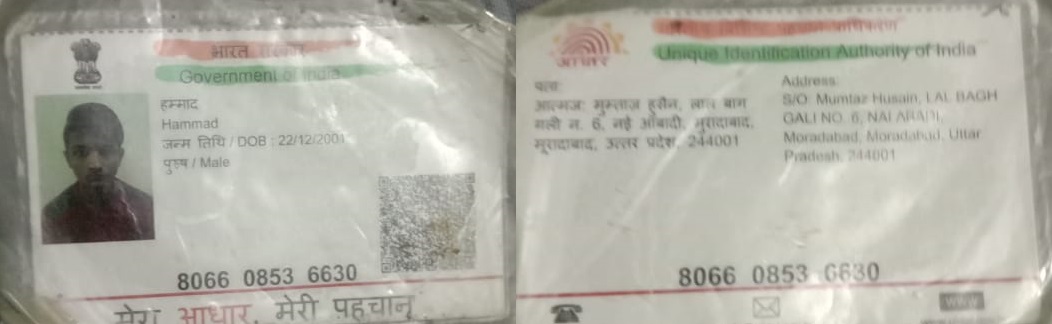 भारत सरकार
Government of India
हम्माद
Hammad
जन्म तिथि / DOB : 22/12/2001
पुरुष / Male
8066 0853 6630
मेरा आधार, मेरी पहचान
आधार
Unique Identification Authority of India
पता:
आत्मज: मुमताज हुसैन, लाल बाग
गली न. 6, नई आबादी, मुरादाबाद,
मुरादाबाद, उत्तर प्रदेश, 244001
Address:
S/O: Mumtaz Husain, LAL BAGH
GALI NO. 6, NAI ABADI,
Moradabad, Moradabad, Uttar
Pradesh, 244001
8066 0853 6630
www